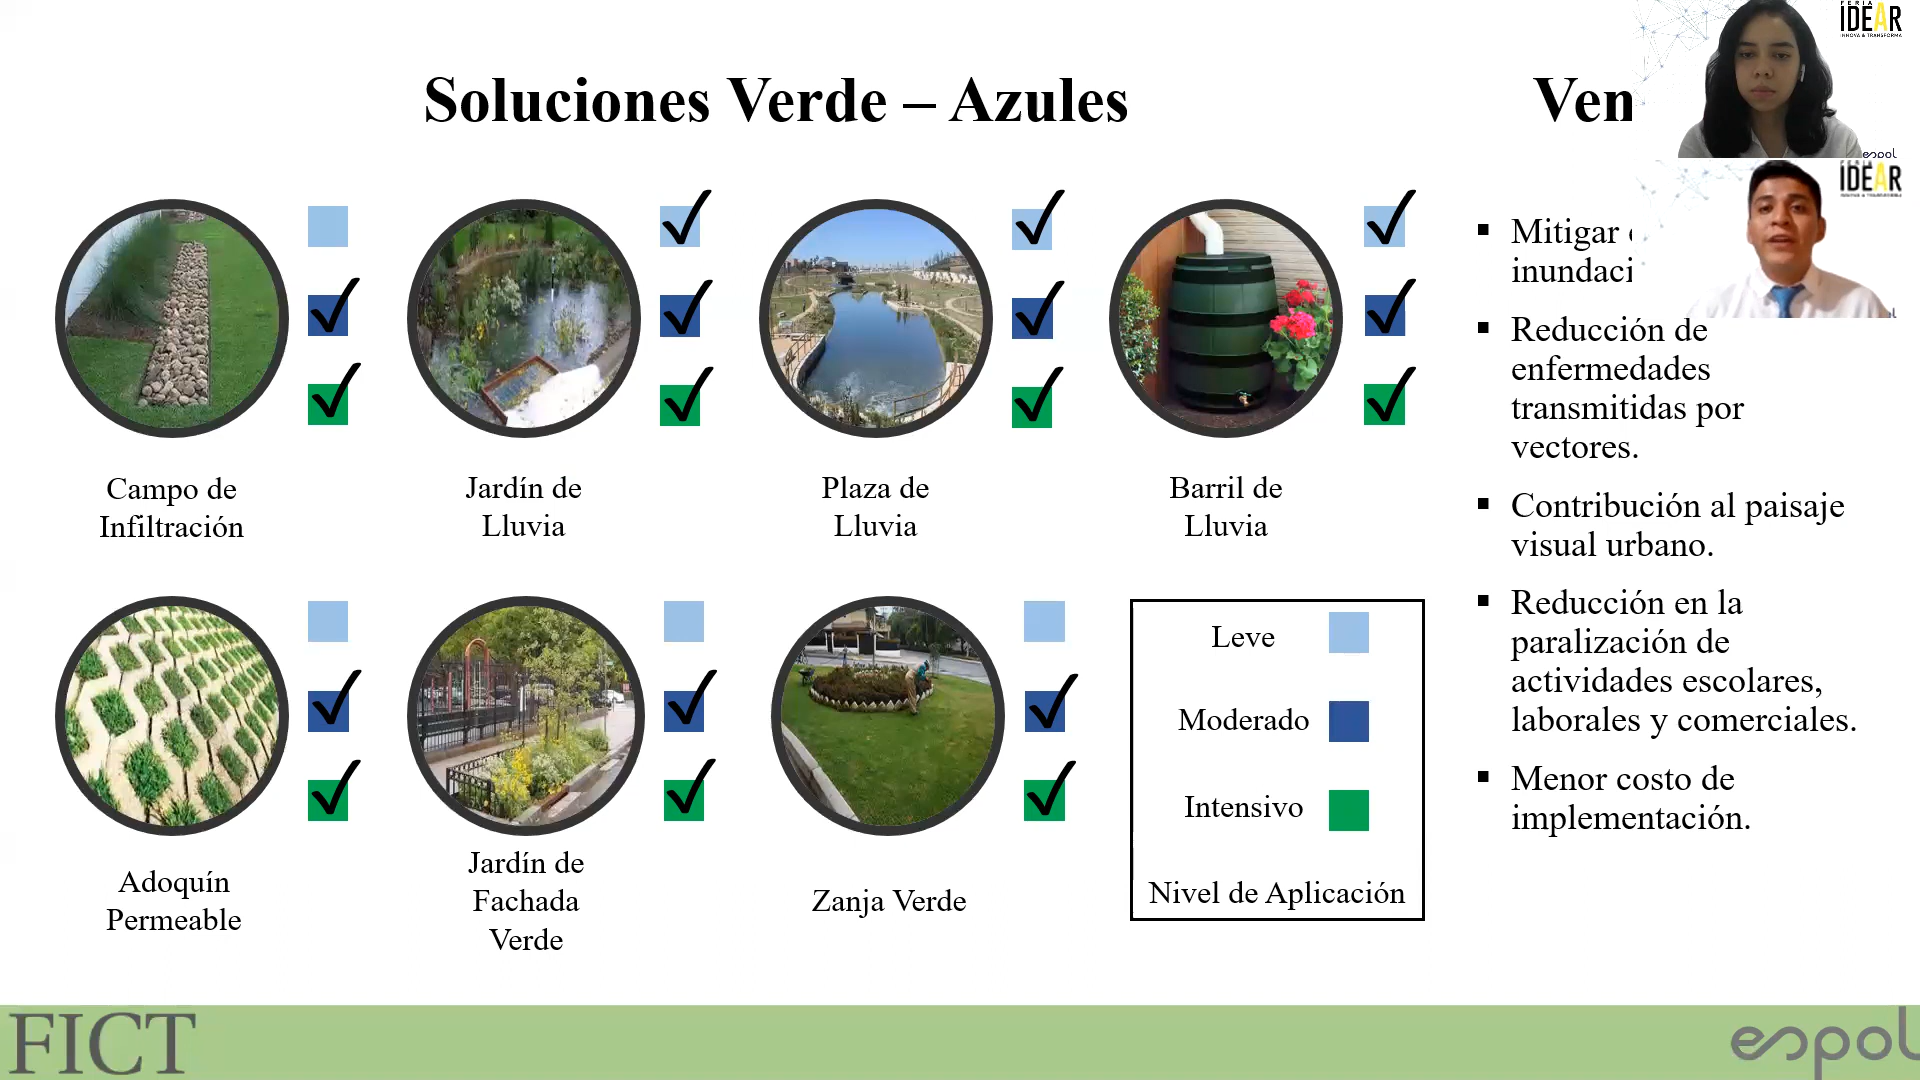 Soluciones Verde – Azules
Campo de
Infiltración
Jardín de
Lluvia
Plaza de
Lluvia
Barril de
Lluvia
Adoquín
Permeable
Jardín de
Fachada
Verde
Zanja Verde
Leve
Moderado
Intensivo
Nivel de Aplicación
Ven
Mitigar
inundaci
▪ Reducción de
enfermedades
transmitidas por
vectores.
▪ Contribución al paisaje
visual urbano.
▪ Reducción en la
paralización de
actividades escolares,
laborales y comerciales.
▪ Menor costo de
implementación.
FERIA
IDEAR
INNOVA & TRANSFORMA
espol
IDEAR
FICT
espol